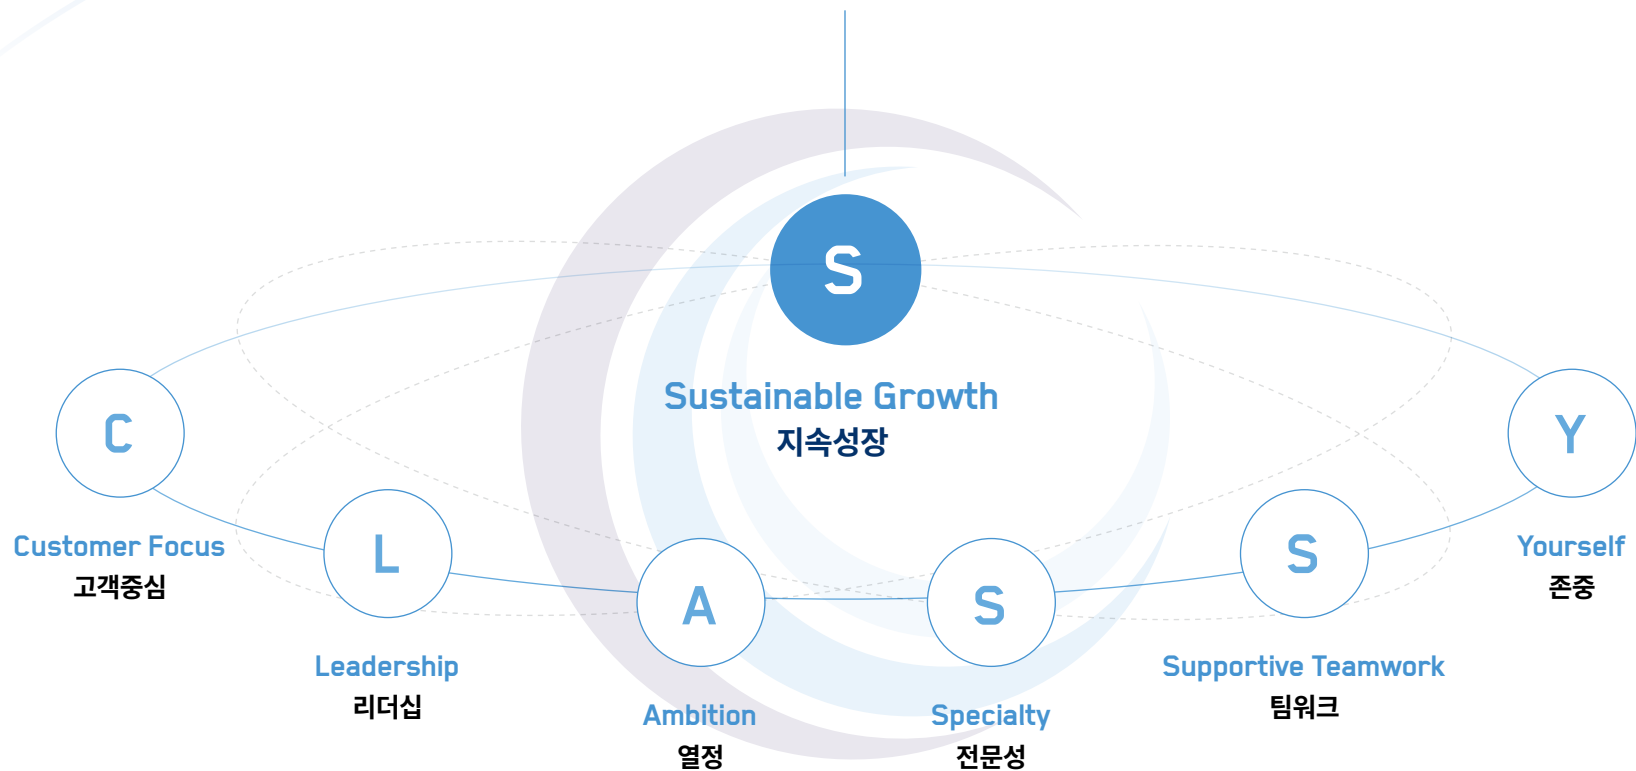 S
Sustainable Growth
지속성장
C
Customer Focus
고객중심
L
Leadership
리더십
A
Ambition
열정
S
Specialty
전문성
S
Supportive Teamwork
팀워크
Y
Yourself
존중